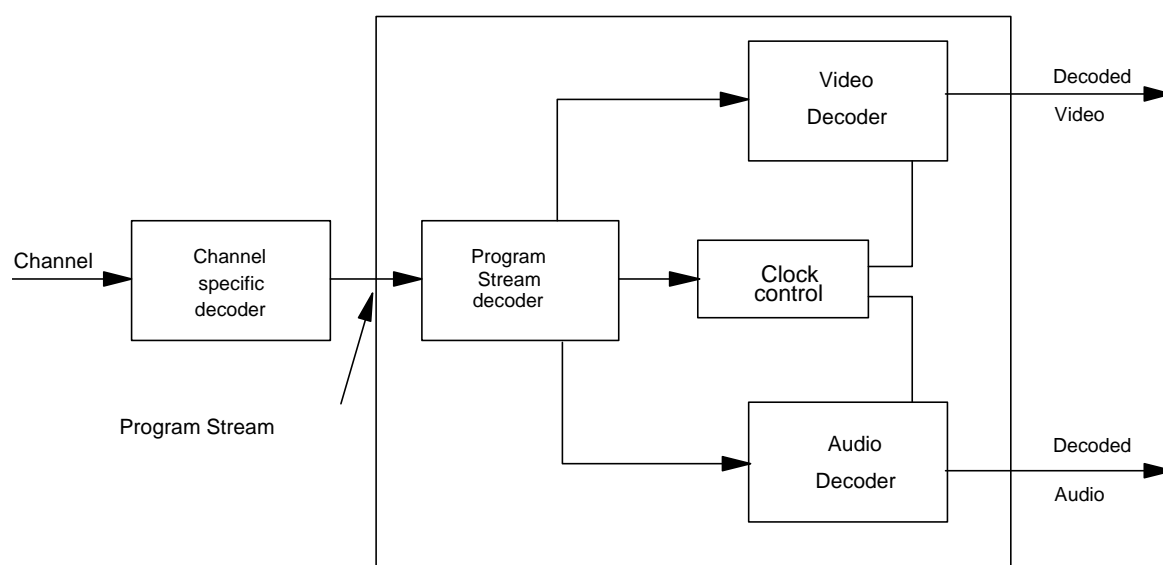 Channel
Channel
specific
decoder
Program Stream
Program
Stream
decoder
Clock
control
Video
Decoder
Decoded
Video
Audio
Decoder
Decoded
Audio